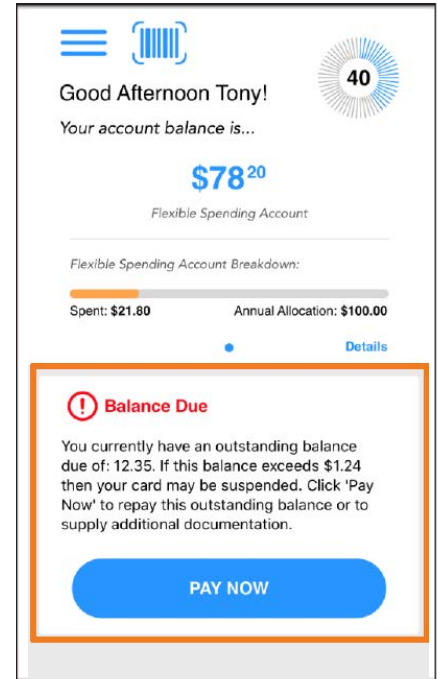 40
Good Afternoon Tony!
Your account balance is...
$78 20
Flexible Spending Account
Flexible Spending Account Breakdown:
Spent: $21.80 Annual Allocation: $100.00
Details
Balance Due
You currently have an outstanding balance
due of: 12.35. If this balance exceeds $1.24
then your card may be suspended. Click 'Pay
Now' to repay this outstanding balance or to
supply additional documentation.
PAY NOW